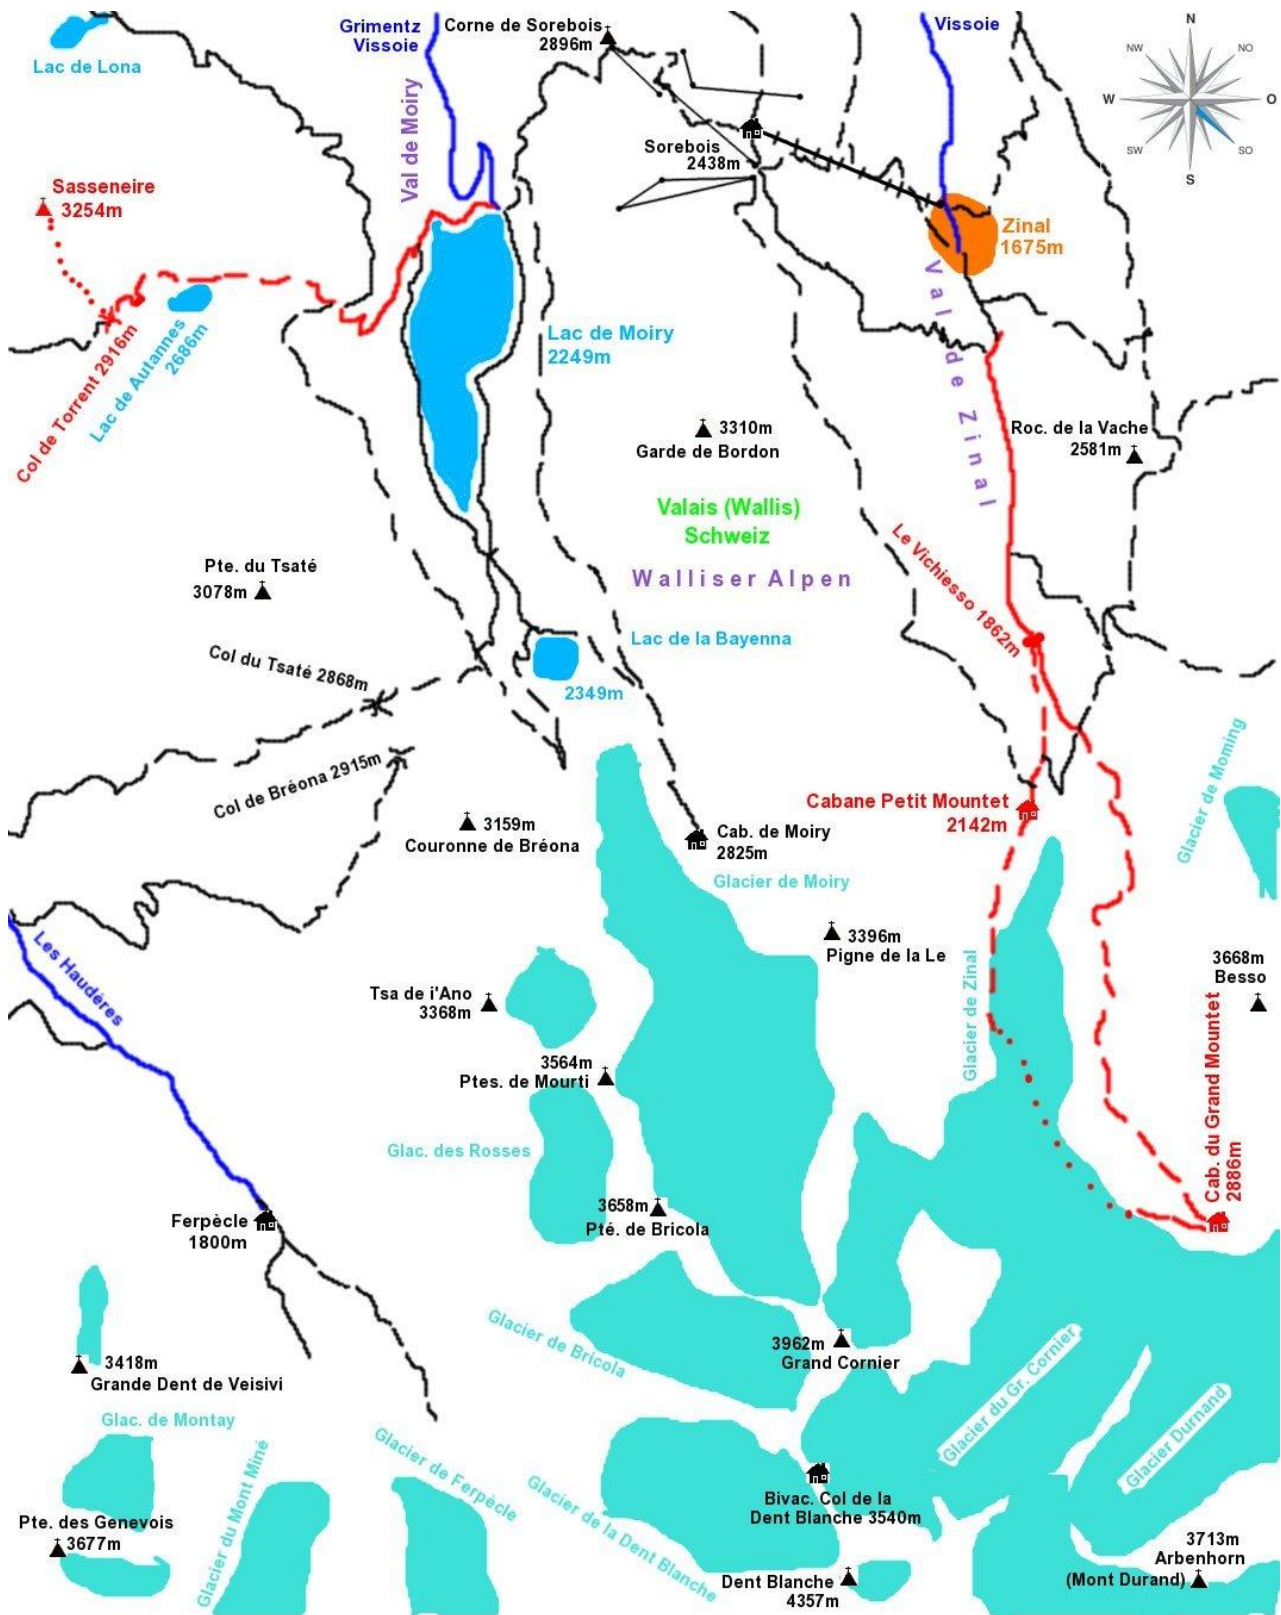 Grimentz
Vissoie
Corne de Sorebois
2896m
Vissoie
N
NW
NO
W
O
SW
SO
S
Lac de Lona
Val de Moiry
Sorebois
2438m
Sasseneire
3254m
Zinal
1675m
Val de Zinal
Col de Torrent 2916m
Lac de Autannes
2686m
Lac de Moiry
2249m
3310m
Garde de Bordon
Roc. de la Vache
2581m
Valais (Wallis)
Schweiz
Walliser Alpen
Le Vichiesso 1862m
Pte. du Tsaté
3078m
Lac de la Bayenna
2349m
Col du Tsaté 2868m
Col de Bréona 2915m
Glacier de Moming
Cabane Petit Mountet
2142m
3159m
Couronne de Bréona
Cab. de Moiry
2825m
Glacier de Moiry
3396m
Pigne de la Le
Glacier de Zinal
3668m
Besso
Les Haudères
Tsa de i'Ano
3368m
3564m
Ptes. de Mourti
Cab. du Grand Mountet
2886m
Glac. des Rosses
3658m
Pté. de Bricola
Ferpècle
1800m
Glacier de Bricola
3962m
Grand Cornier
Glacier du Gr. Cornier
3418m
Grande Dent de Veisivi
Glac. de Montay
Glacier Durnand
Glacier du Mont Miné
Glacier de Ferpècle
Glacier de la Dent Blanche
Bivac. Col de la
Dent Blanche 3540m
Pte. des Genevois
3677m
3713m
Arbenhorn
(Mont Durand)
Dent Blanche
4357m